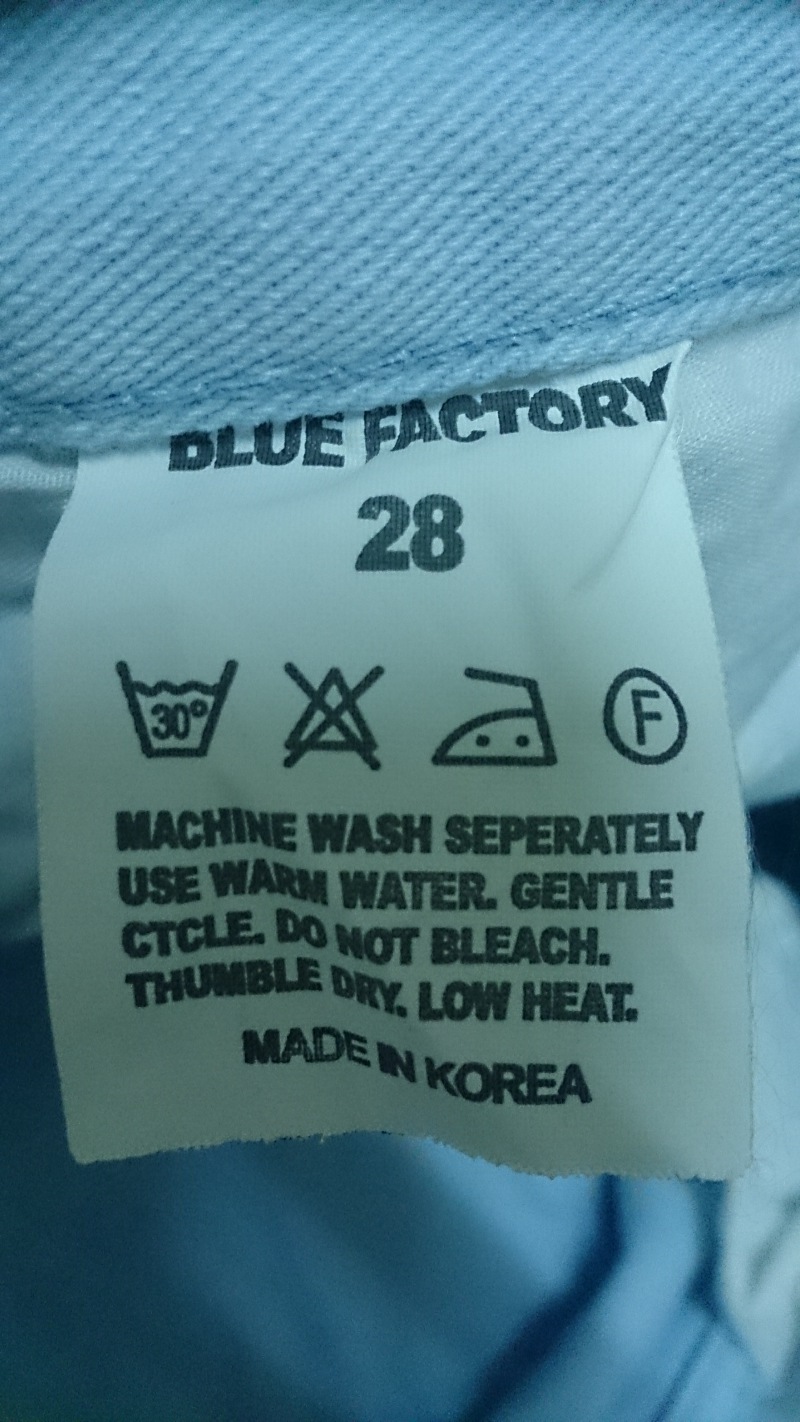 BLUE FACTORY
28
30°
F
MACHINE WASH SEPERATELY
USE WARM WATER. GENTLE
CTCLE. DO NOT BLEACH.
THUMBLE DRY. LOW HEAT.
MADE IN KOREA